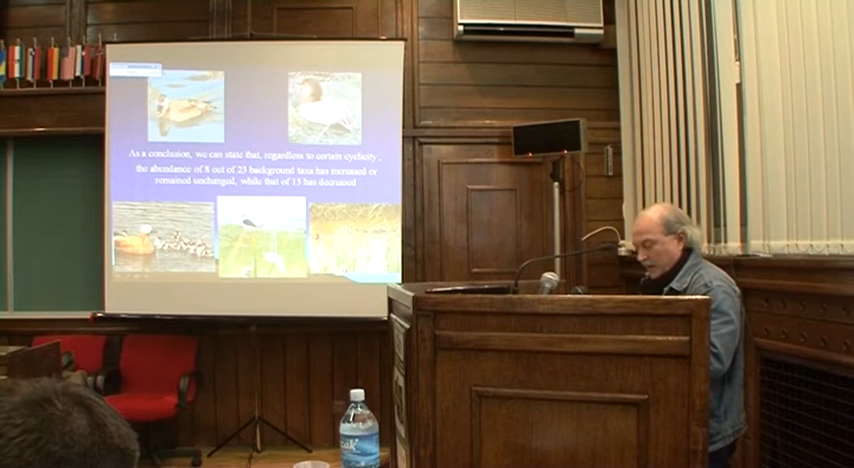 As a conclusion, we can state that, regardless to certain cyclicity,
the abundance of 8 out of 23 background taxa has increased or
remained unchanged, while that of 15 has decreased